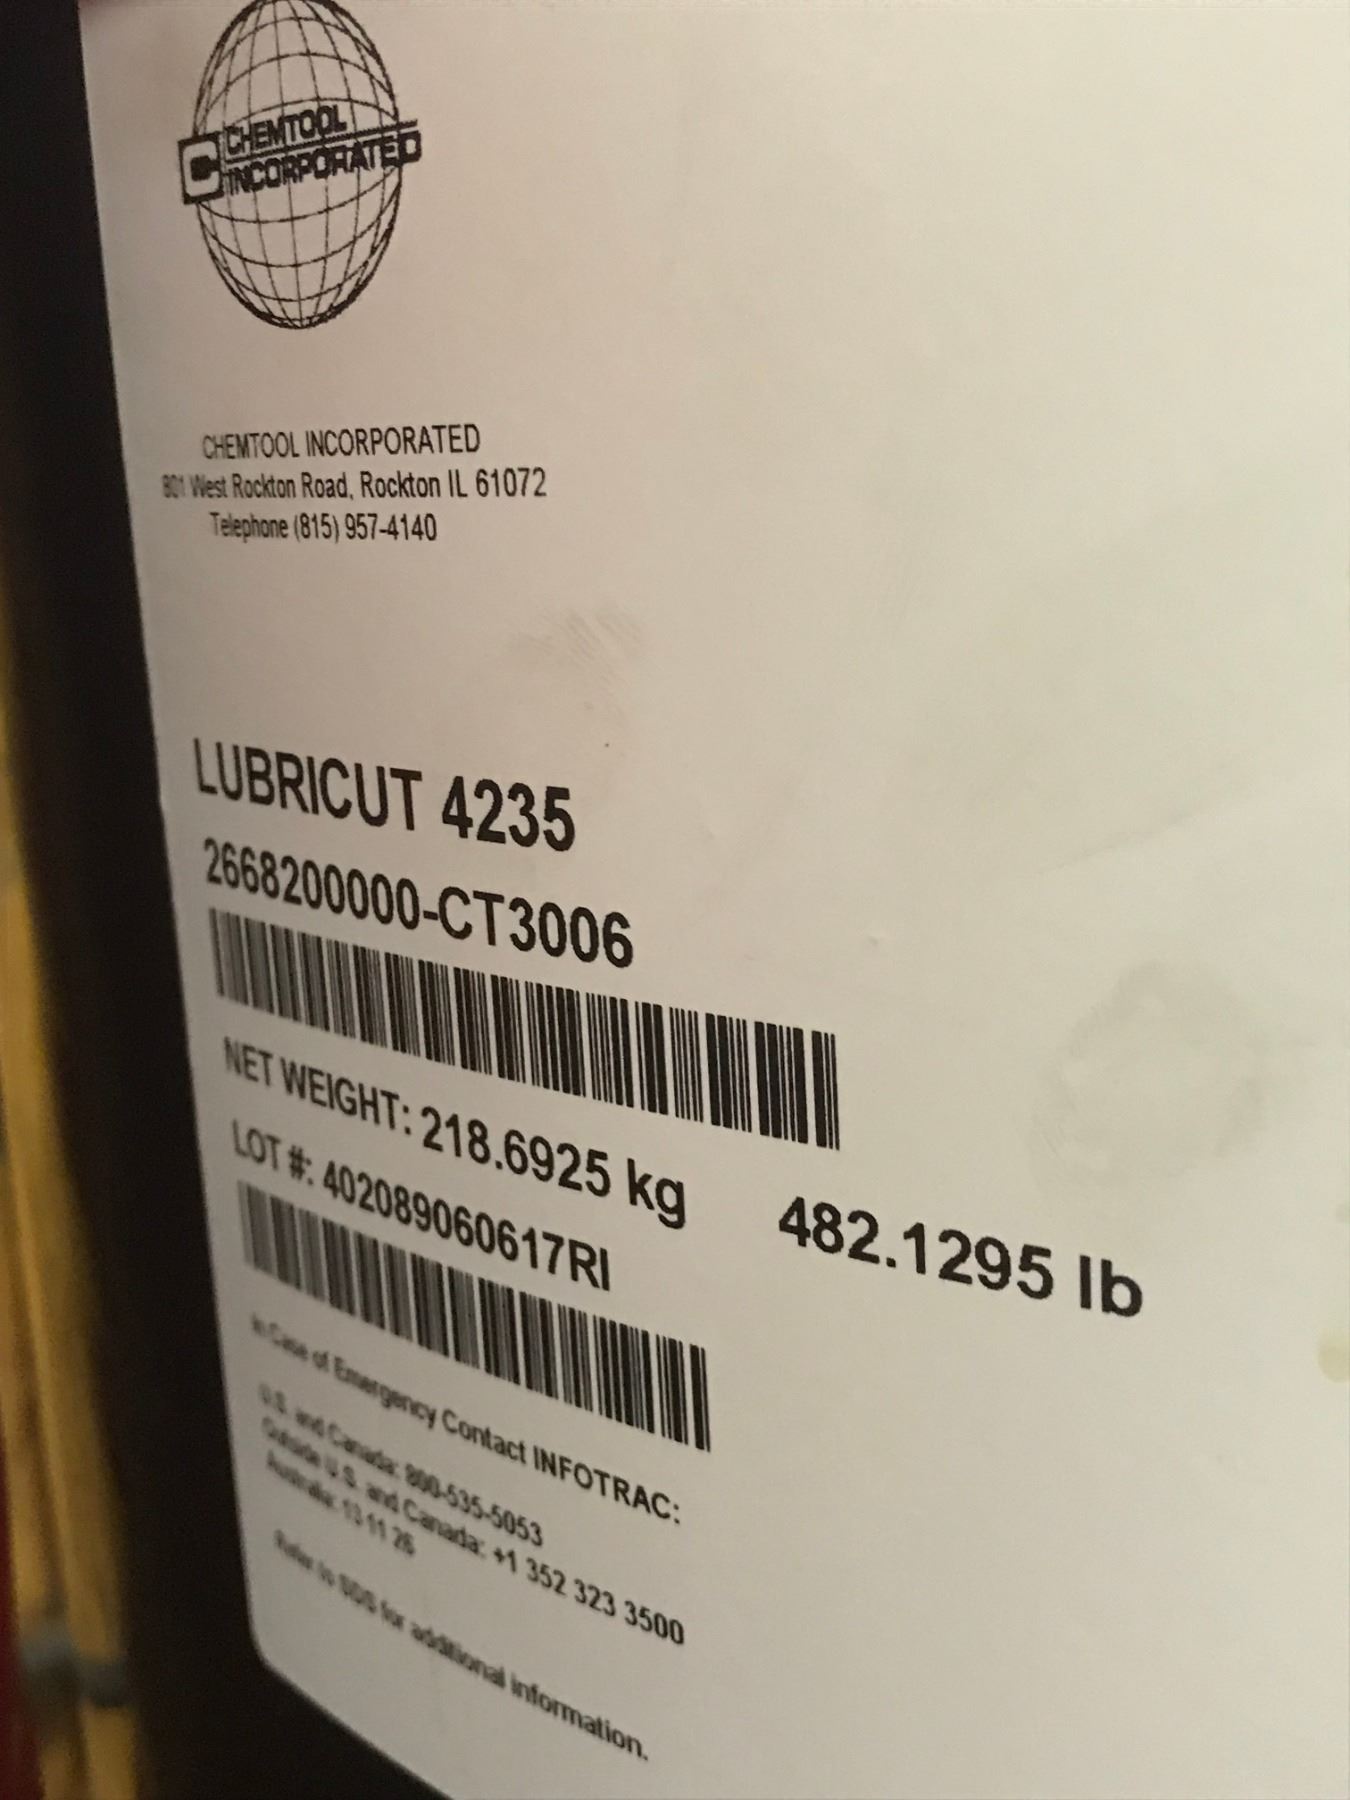 CHEMTOOL
INCORPORATED
CHEMTOOL INCORPORATED
801 West Rockton Road, Rockton IL 61072
Telephone (815) 957-4140
LUBRICUT 4235
2668200000-CT3006
NET WEIGHT: 218.6925 kg 482.1295 lb
LOT #: 402089060617RI
In Case of Emergency Contact INFOTRAC:
U.S. and Canada: 800-535-5053
Outside U.S. and Canada: +1 352 323 3500
Australia: 13 11 26
Refer to SDS for additional information.